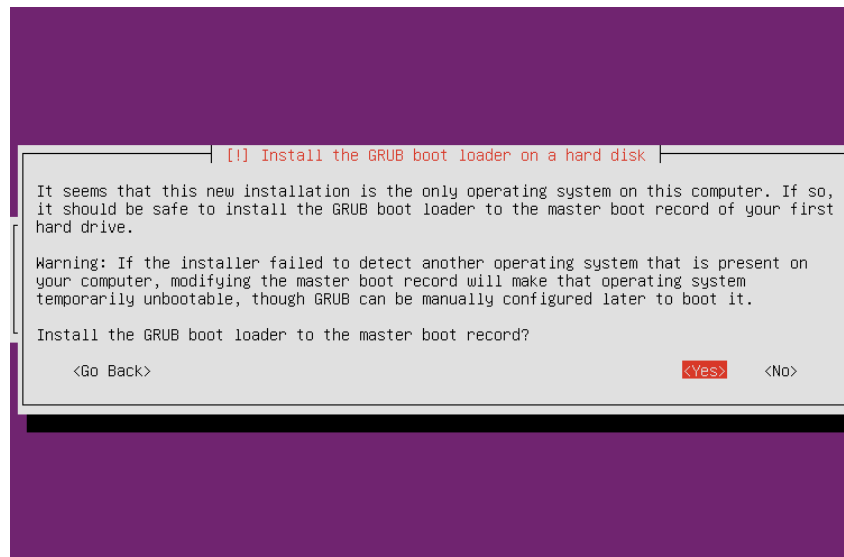 [!] Install the GRUB boot loader on a hard disk
It seems that this new installation is the only operating system on this computer. If so,
it should be safe to install the GRUB boot loader to the master boot record of your first
hard drive.
Warning: If the installer failed to detect another operating system that is present on
your computer, modifying the master boot record will make that operating system
temporarily unbootable, though GRUB can be manually configured later to boot it.
Install the GRUB boot loader to the master boot record?
<Go Back> <Yes> <No>